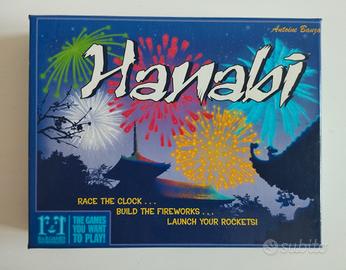 Antoine Bauza
Hanabi
RACE THE CLOCK . . .
BUILD THE FIREWORKS . . .
LAUNCH YOUR ROCKETS!
R&R
GAMES
THE GAMES
YOU WANT
TO PLAY!
subito